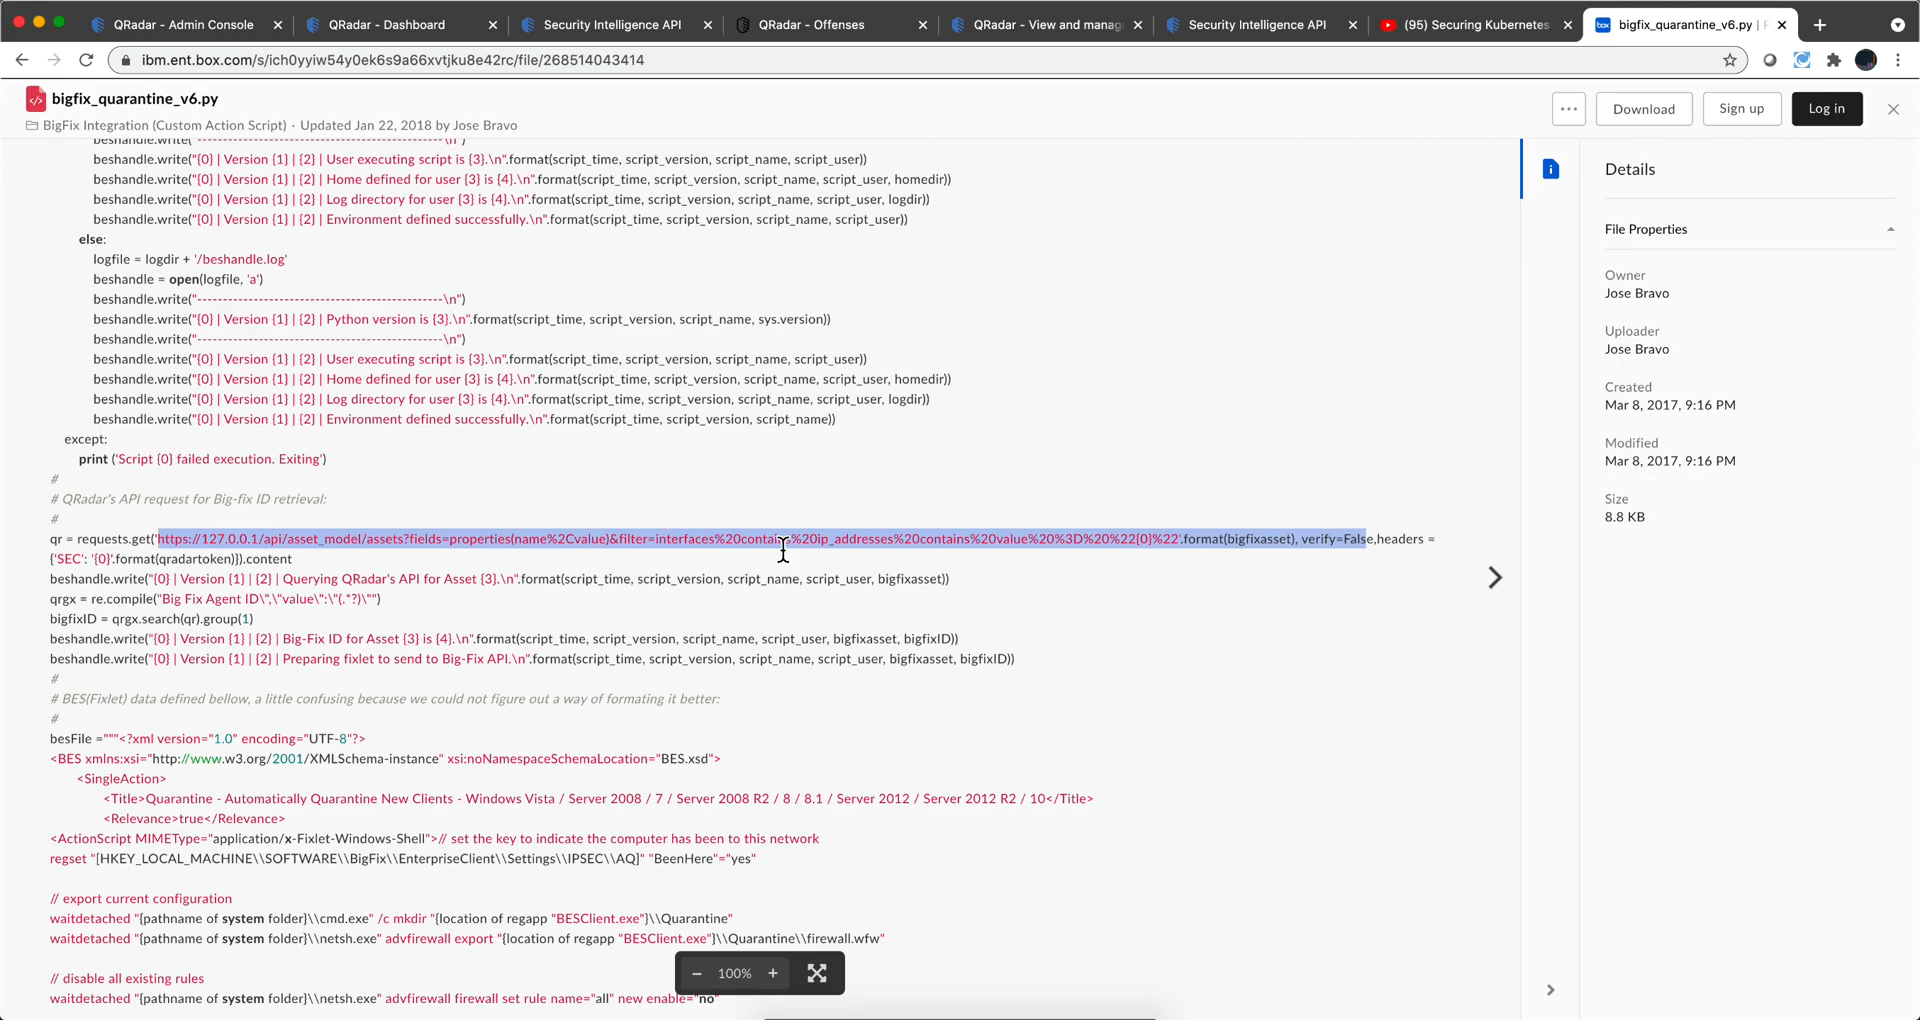 QRadar - Admin Console
QRadar - Dashboard
Security Intelligence API
QRadar - Offenses
QRadar - View and manag
Security Intelligence API
(95) Securing Kubernetes
bigfix_quarantine_v6.py |
ibm.ent.box.com/s/ich0yyiw54y0ek6s9a66xvtjku8e42rc/file/268514043414
bigfix_quarantine_v6.py
BigFix Integration (Custom Action Script) · Updated Jan 22, 2018 by Jose Bravo
Download
Sign up
Log in
beshandle.write("-----------------------------------------------\n")
beshandle.write("{0} | Version {1} | {2} | User executing script is {3}.\n".format(script_time, script_version, script_name, script_user))
beshandle.write("{0} | Version {1} | {2} | Home defined for user {3} is {4}.\n".format(script_time, script_version, script_name, script_user, homedir))
beshandle.write("{0} | Version {1} | {2} | Log directory for user {3} is {4}.\n".format(script_time, script_version, script_name, script_user, logdir))
beshandle.write("{0} | Version {1} | {2} | Environment defined successfully.\n".format(script_time, script_version, script_name, script_user))
else:
logfile = logdir + '/beshandle.log'
beshandle = open(logfile, 'a')
beshandle.write("-----------------------------------------------\n")
beshandle.write("{0} | Version {1} | {2} | Python version is {3}.\n".format(script_time, script_version, script_name, sys.version))
beshandle.write("-----------------------------------------------\n")
beshandle.write("{0} | Version {1} | {2} | User executing script is {3}.\n".format(script_time, script_version, script_name, script_user))
beshandle.write("{0} | Version {1} | {2} | Home defined for user {3} is {4}.\n".format(script_time, script_version, script_name, script_user, homedir))
beshandle.write("{0} | Version {1} | {2} | Log directory for user {3} is {4}.\n".format(script_time, script_version, script_name, script_user, logdir))
beshandle.write("{0} | Version {1} | {2} | Environment defined successfully.\n".format(script_time, script_version, script_name))
except:
print ('Script {0} failed execution. Exiting')
#
# QRadar's API request for Big-fix ID retrieval:
#
qr = requests.get('https://127.0.0.1/api/asset_model/assets?fields=properties(name%2Cvalue)&filter=interfaces%20contains%20ip_addresses%20contains%20value%20%3D%20%22{0}%22'.format(bigfixasset), verify=False,headers =
{'SEC': '{0}'.format(qradartoken)}).content
beshandle.write("{0} | Version {1} | {2} | Querying QRadar's API for Asset {3}.\n".format(script_time, script_version, script_name, script_user, bigfixasset))
qrgx = re.compile("Big Fix Agent ID\",\"value\":\"(.*?)\"")
bigfixID = qrgx.search(qr).group(1)
beshandle.write("{0} | Version {1} | {2} | Big-Fix ID for Asset {3} is {4}.\n".format(script_time, script_version, script_name, script_user, bigfixasset, bigfixID))
beshandle.write("{0} | Version {1} | {2} | Preparing fixlet to send to Big-Fix API.\n".format(script_time, script_version, script_name, script_user, bigfixasset, bigfixID))
#
# BES(Fixlet) data defined bellow, a little confusing because we could not figure out a way of formating it better:
#
besFile ="""<?xml version="1.0" encoding="UTF-8"?>
<BES xmlns:xsi="http://www.w3.org/2001/XMLSchema-instance" xsi:noNamespaceSchemaLocation="BES.xsd">
<SingleAction>
<Title>Quarantine - Automatically Quarantine New Clients - Windows Vista / Server 2008 / 7 / Server 2008 R2 / 8 / 8.1 / Server 2012 / Server 2012 R2 / 10</Title>
<Relevance>true</Relevance>
<ActionScript MIMEType="application/x-Fixlet-Windows-Shell">// set the key to indicate the computer has been to this network
regset "[HKEY_LOCAL_MACHINE\\SOFTWARE\\BigFix\\EnterpriseClient\\Settings\\IPSEC\\AQ]" "BeenHere"="yes"
// export current configuration
waitdetached "{pathname of system folder}\\cmd.exe" /c mkdir "{location of regapp "BESClient.exe"}\\Quarantine"
waitdetached "{pathname of system folder}\\netsh.exe" advfirewall export "{location of regapp "BESClient.exe"}\\Quarantine\\firewall.wfw"
// disable all existing rules
waitdetached "{pathname of system folder}\\netsh.exe" advfirewall firewall set rule name="all" new enable="no"
100%
Details
File Properties
Owner
Jose Bravo
Uploader
Jose Bravo
Created
Mar 8, 2017, 9:16 PM
Modified
Mar 8, 2017, 9:16 PM
Size
8.8 KB